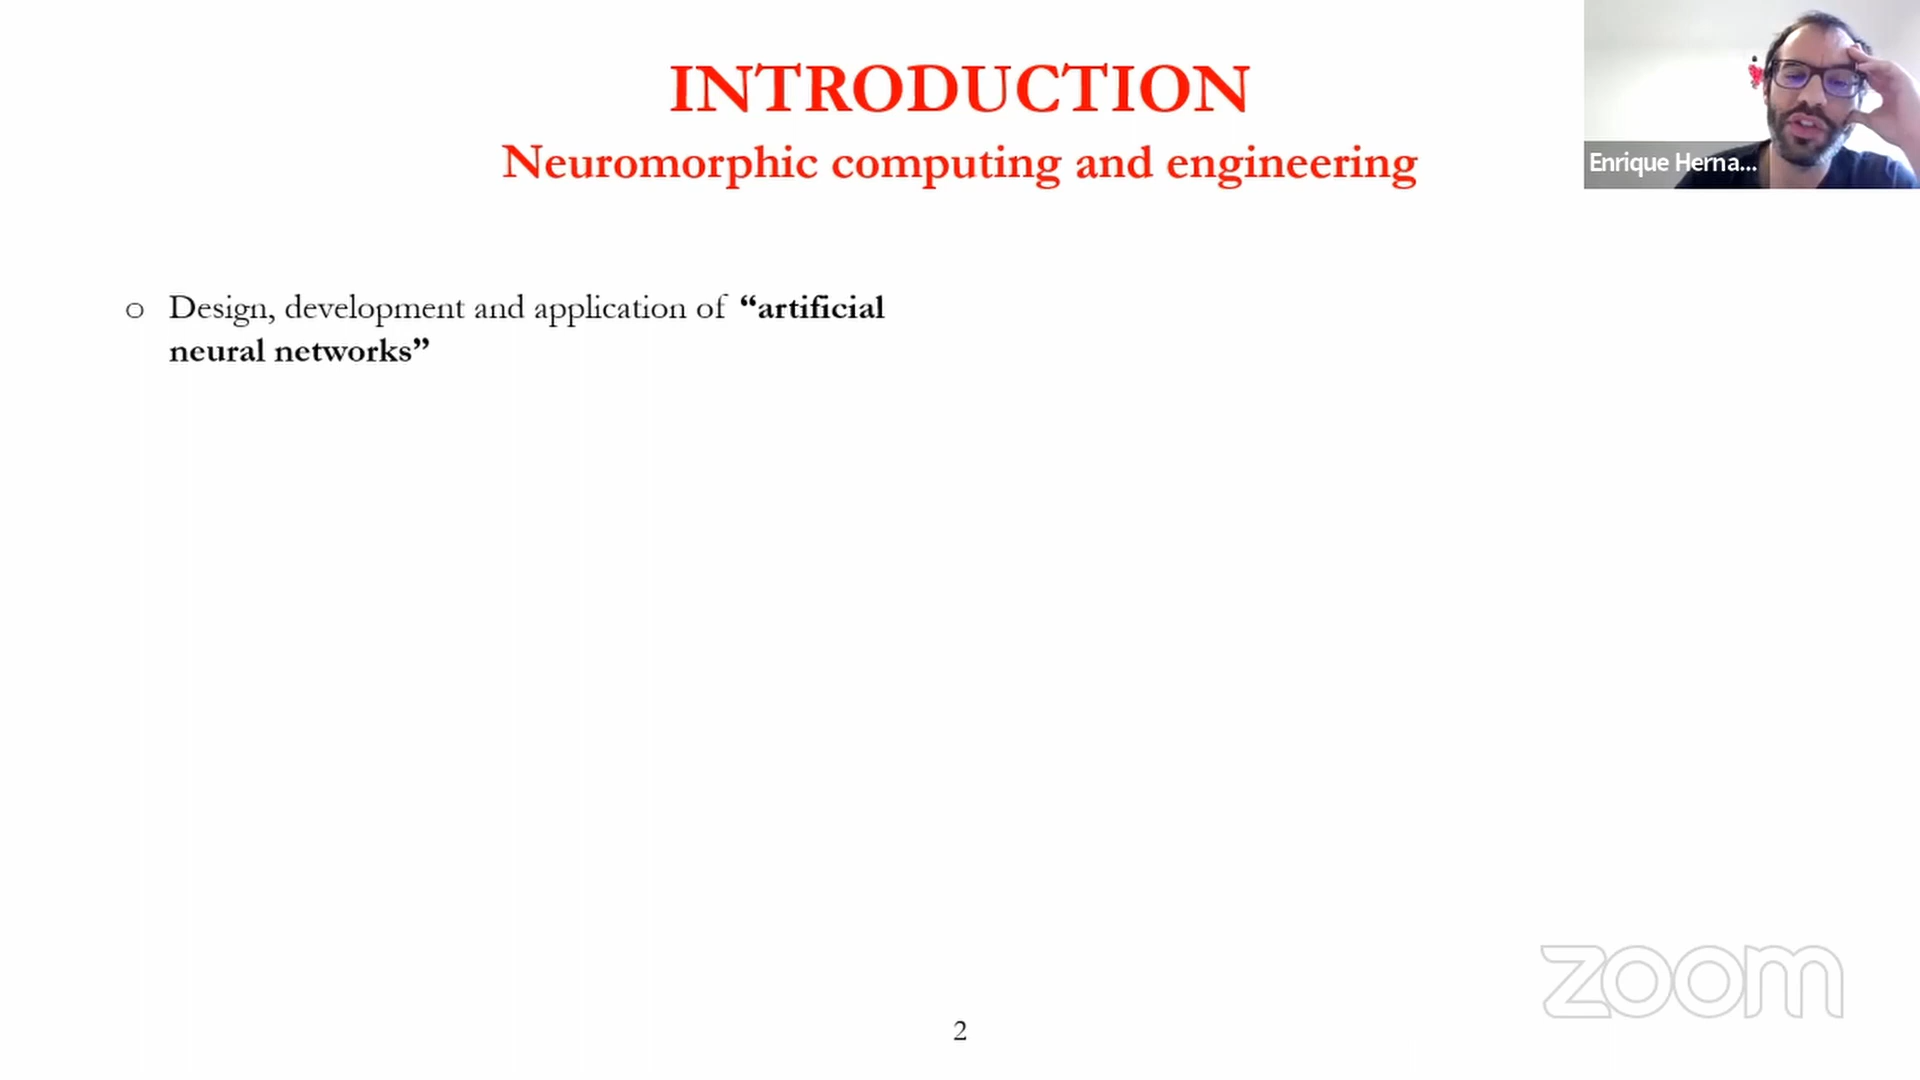 INTRODUCTION
Neuromorphic computing and engineering
Enrique Herna...
o Design, development and application of “artificial
neural networks”
zoom
2